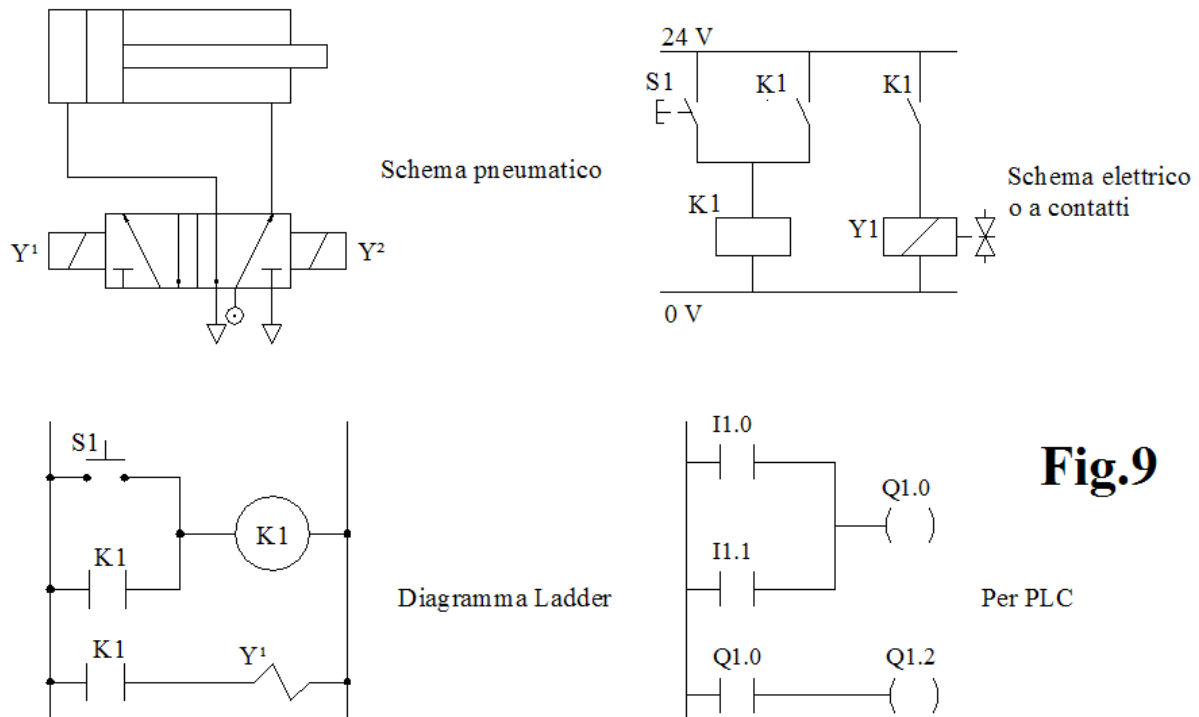 24 V
S1
K1
K1
Schema pneumatico
K1
Y1
Schema elettrico
o a contatti
Y¹
Y²
0 V
S1
K1
K1
Diagramma Ladder
K1
Y¹
I1.0
Q1.0
I1.1
Per PLC
Q1.0
Q1.2
Fig.9